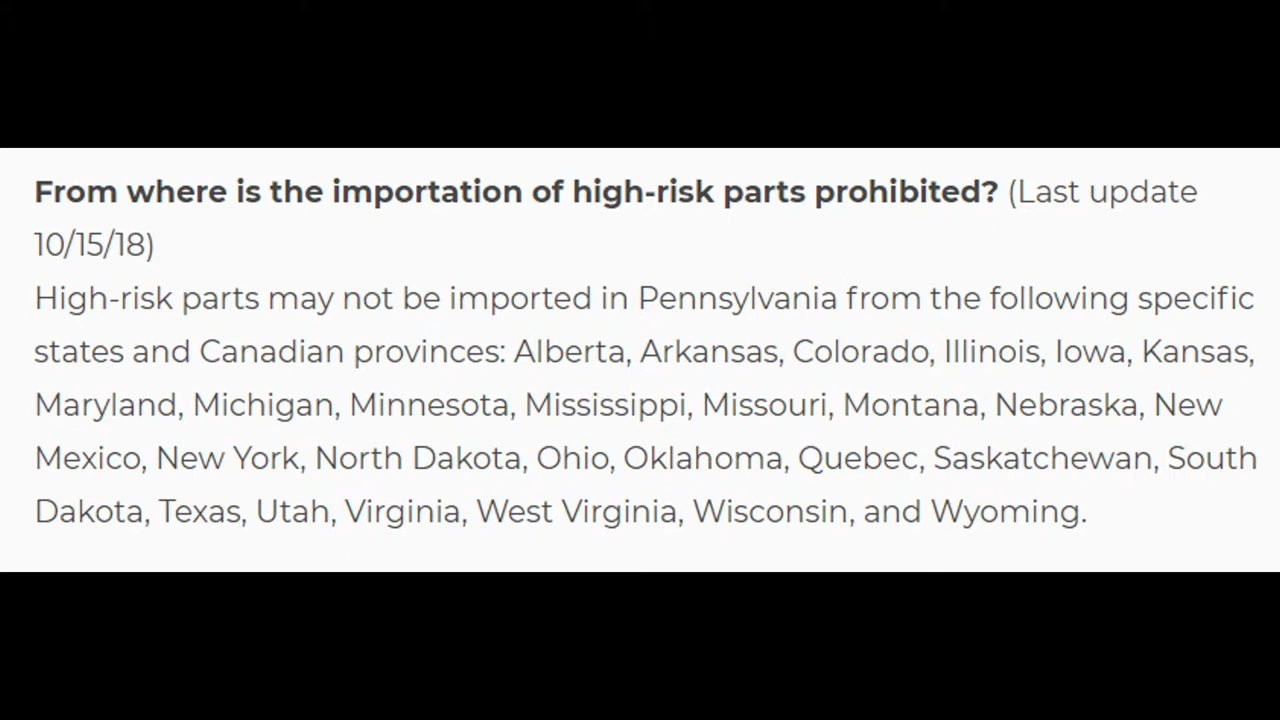 From where is the importation of high-risk parts prohibited? (Last update
10/15/18)
High-risk parts may not be imported in Pennsylvania from the following specific
states and Canadian provinces: Alberta, Arkansas, Colorado, Illinois, Iowa, Kansas,
Maryland, Michigan, Minnesota, Mississippi, Missouri, Montana, Nebraska, New
Mexico, New York, North Dakota, Ohio, Oklahoma, Quebec, Saskatchewan, South
Dakota, Texas, Utah, Virginia, West Virginia, Wisconsin, and Wyoming.